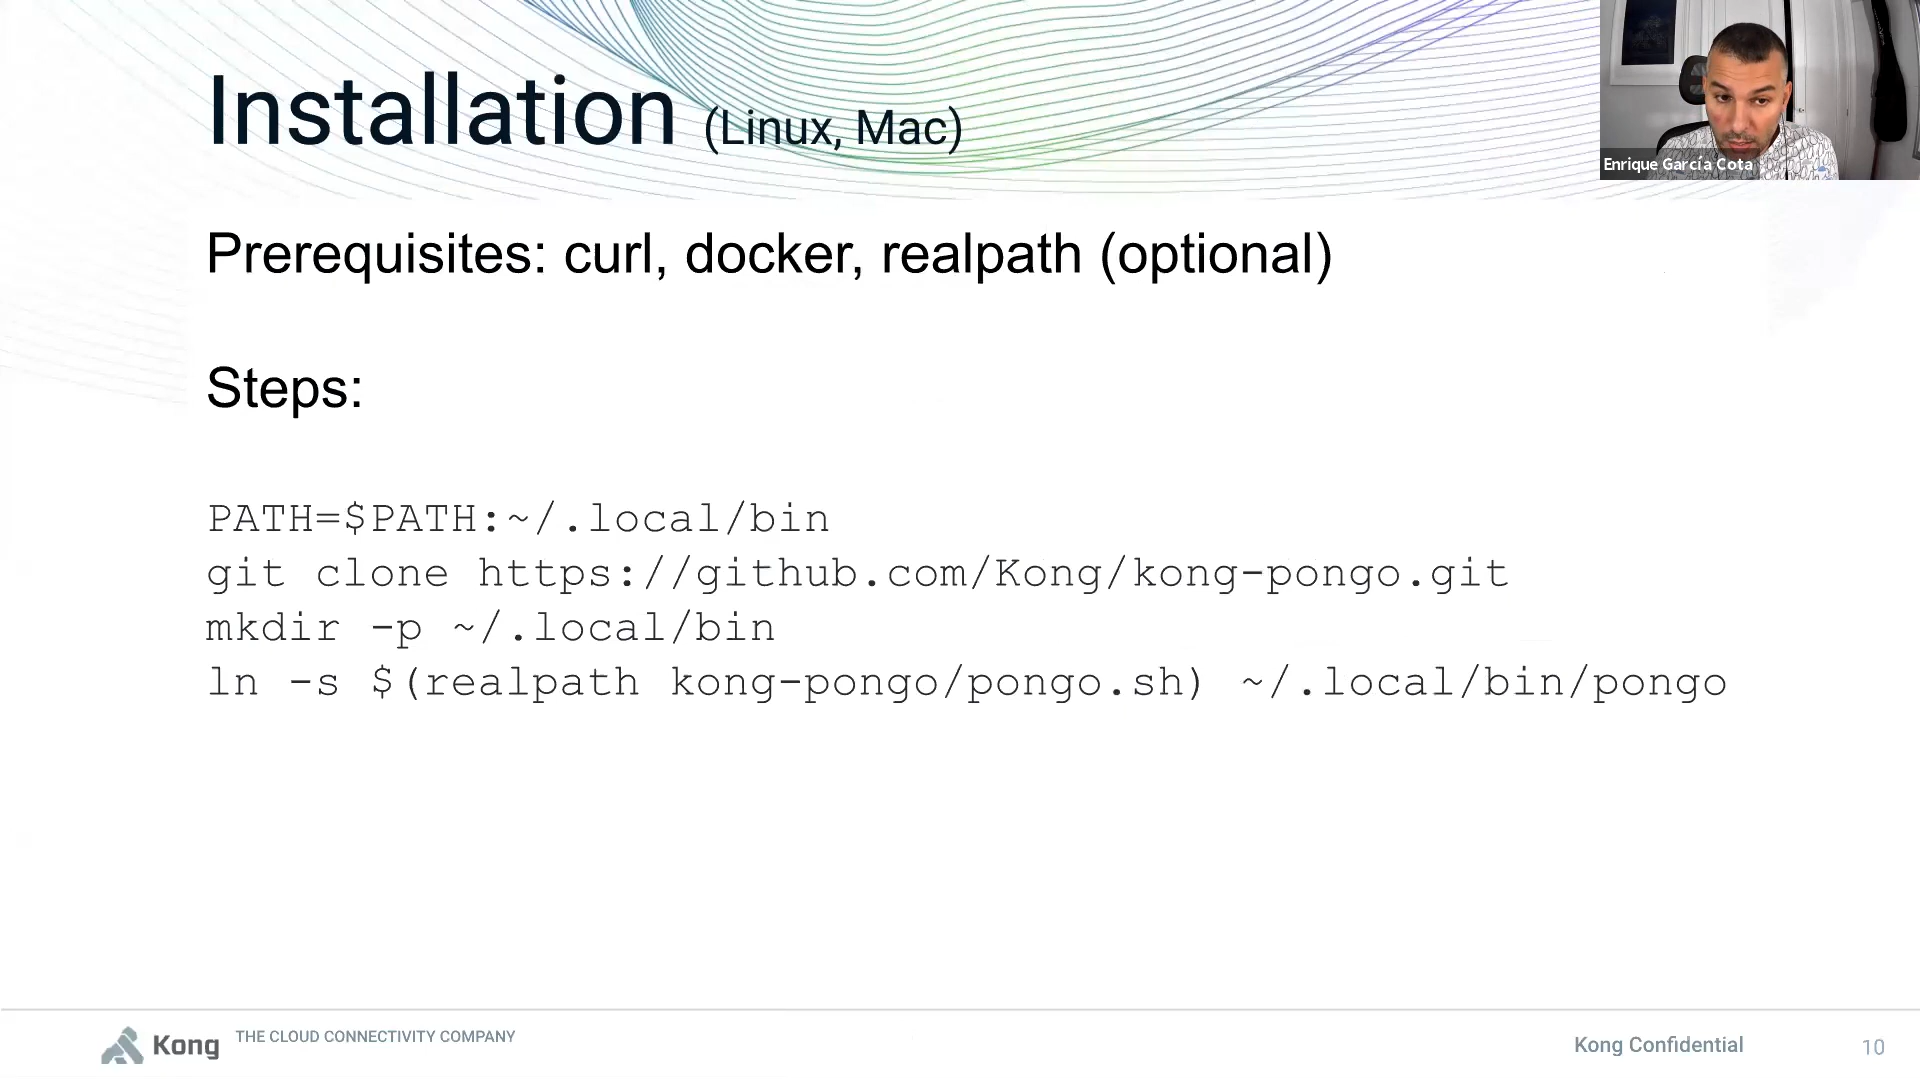 Installation (Linux, Mac)
Enrique García Cota
Prerequisites: curl, docker, realpath (optional)
Steps:
PATH=$PATH:~/.local/bin
git clone https://github.com/Kong/kong-pongo.git
mkdir -p ~/.local/bin
ln -s $(realpath kong-pongo/pongo.sh) ~/.local/bin/pongo
Kong THE CLOUD CONNECTIVITY COMPANY
Kong Confidential
10